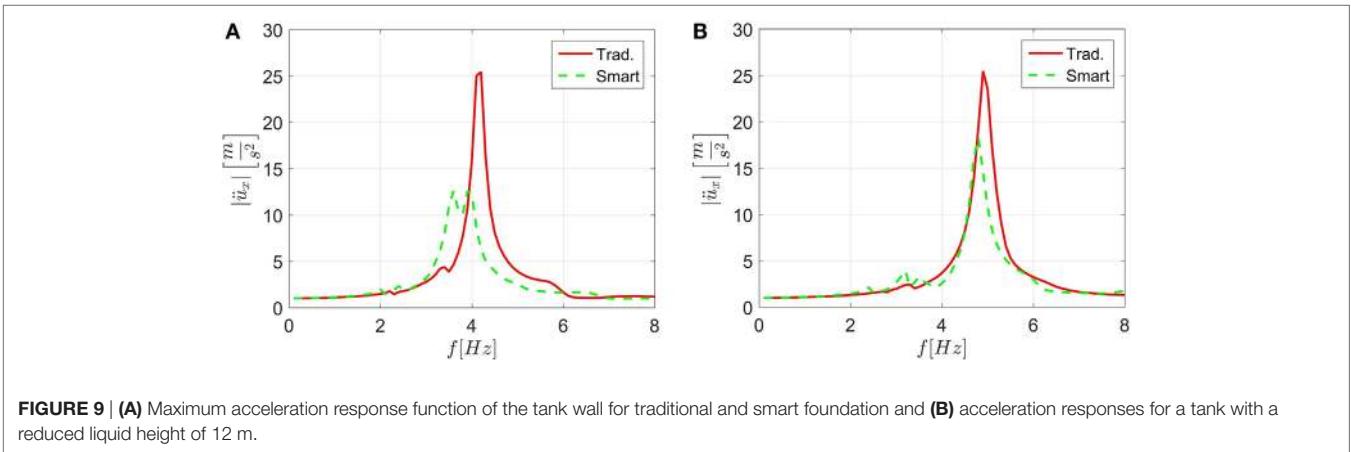 A
30
25
20
15
10
5
0
0 2 4 6 8
|ü_x| [m/s²]
f[Hz]
Trad.
Smart
B
30
25
20
15
10
5
0
0 2 4 6 8
|ü_x| [m/s²]
f[Hz]
Trad.
Smart
FIGURE 9 | (A) Maximum acceleration response function of the tank wall for traditional and smart foundation and (B) acceleration responses for a tank with a
reduced liquid height of 12 m.